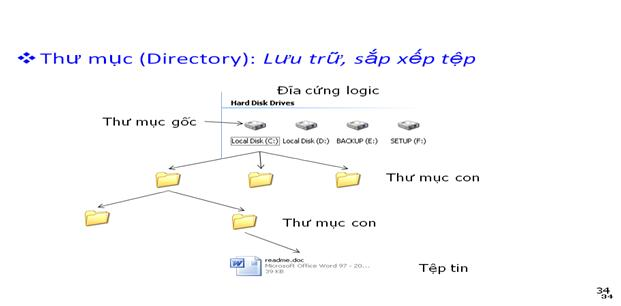 ❖ Thư mục (Directory): Lưu trữ, sắp xếp tệp
Đĩa cứng logic
Hard Disk Drives
Thư mục gốc
Local Disk (C:) Local Disk (D:) BACKUP (E:) SETUP (F:)
Thư mục con
Thư mục con
readme.doc
Microsoft Office Word 97 - 20...
39 KB
Tệp tin
34
34